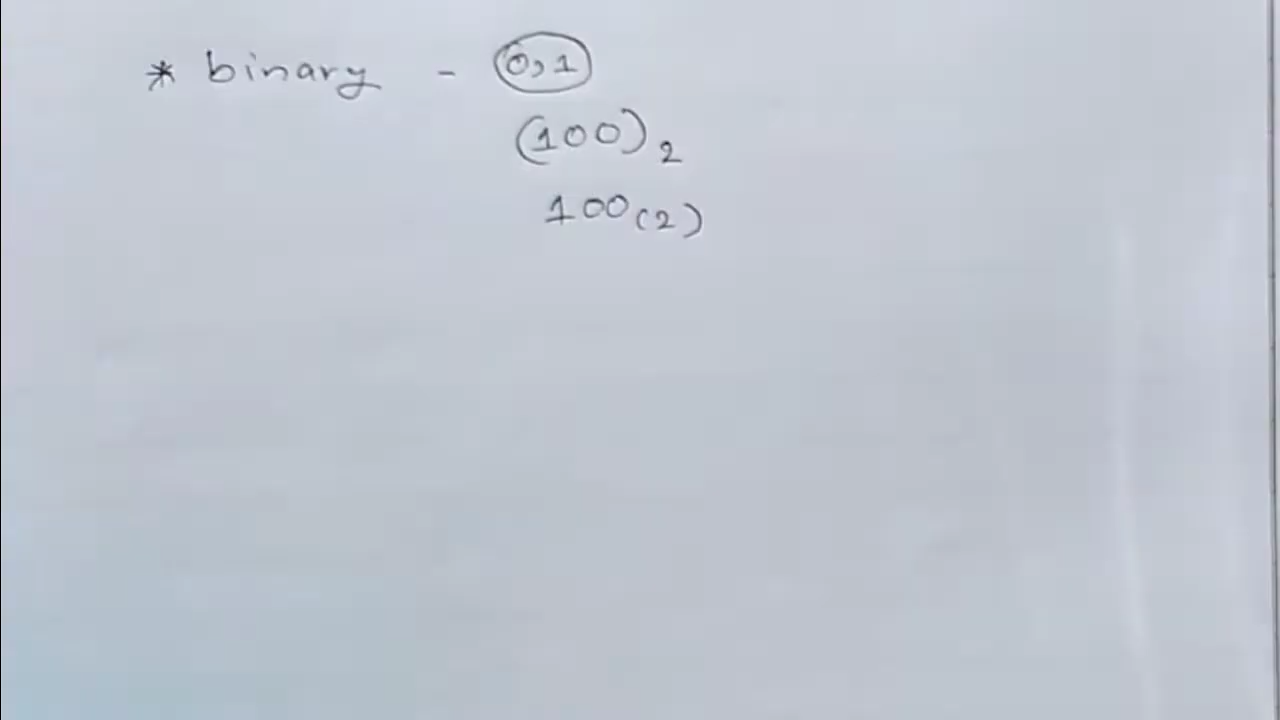 * binary - 0, 1
(100)₂
100(2)